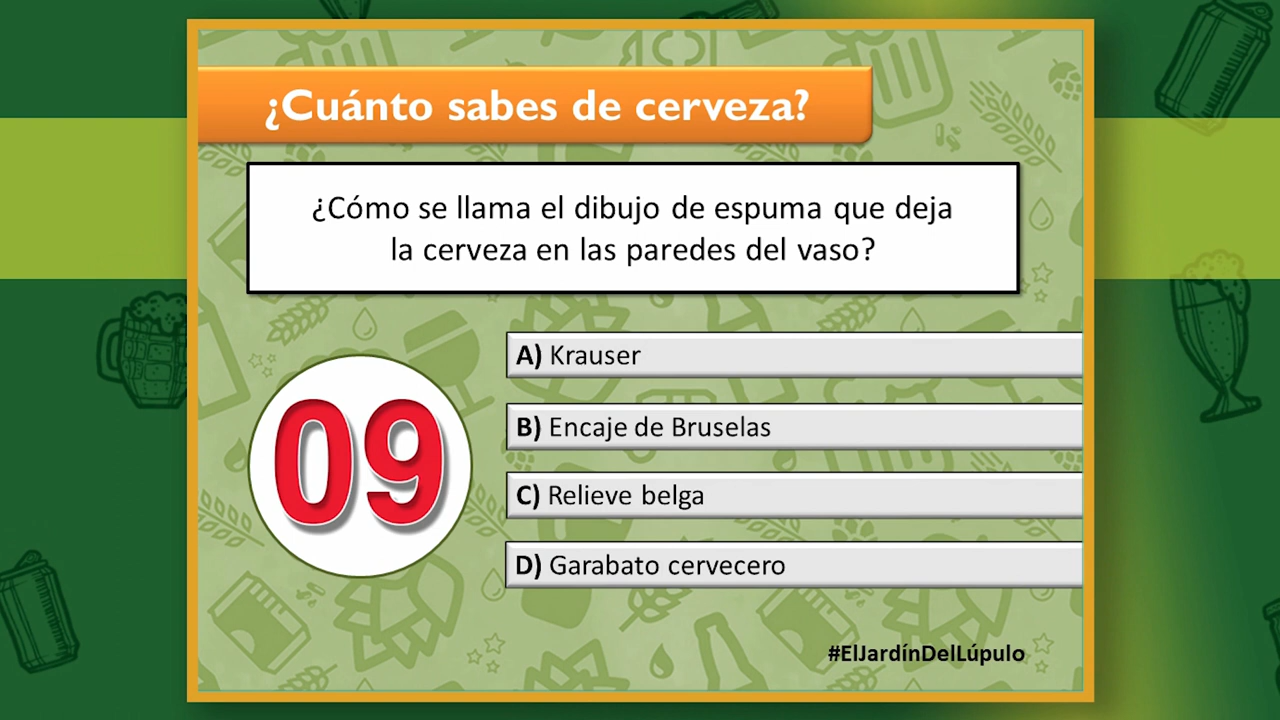 ¿Cuánto sabes de cerveza?
¿Cómo se llama el dibujo de espuma que deja
la cerveza en las paredes del vaso?
09
A) Krauser
B) Encaje de Bruselas
C) Relieve belga
D) Garabato cervecero
#ElJardínDelLúpulo